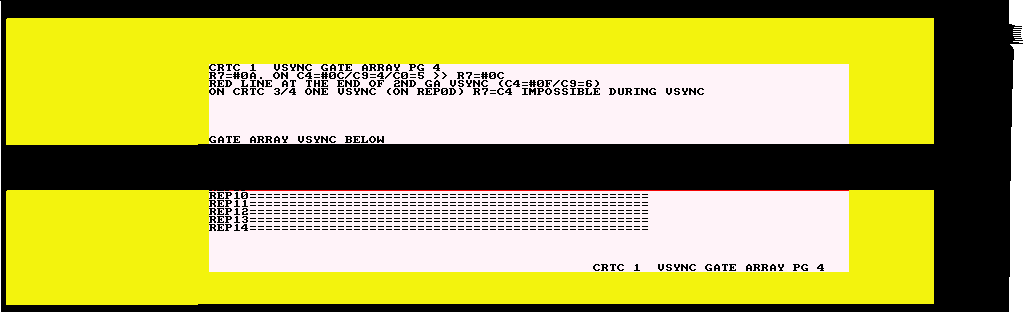 CRTC 1  VSYNC GATE ARRAY PG 4
R7=#0A. ON C4=#0C/C9=4/C0=5 >> R7=#0C
RED LINE AT THE END OF 2ND GA VSYNC (C4=#0F/C9=6)
ON CRTC 3/4 ONE VSYNC (ON REP0D) R7=C4 IMPOSSIBLE DURING VSYNC
GATE ARRAY VSYNC BELOW
REP10==================================================
REP11==================================================
REP12==================================================
REP13==================================================
REP14==================================================
CRTC 1  VSYNC GATE ARRAY PG 4